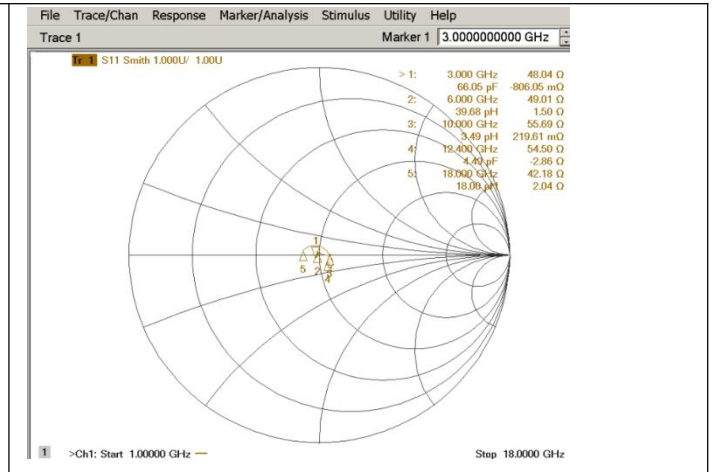 File Trace/Chan Response Marker/Analysis Stimulus Utility Help
Trace 1 Marker 1 3.0000000000 GHz
Tr 1 S11 Smith 1.000U/ 1.00U
> 1: 3.000 GHz 48.04 Ω
66.05 pF -806.05 mΩ
2: 6.000 GHz 49.01 Ω
39.68 pH 1.50 Ω
3: 10.000 GHz 55.69 Ω
3.49 pH 219.61 mΩ
4: 12.400 GHz 54.50 Ω
4.49 pF -2.86 Ω
5: 18.000 GHz 42.18 Ω
18.00 pH 2.04 Ω
1
5 2 3
4
1 >Ch1: Start 1.00000 GHz Stop 18.0000 GHz